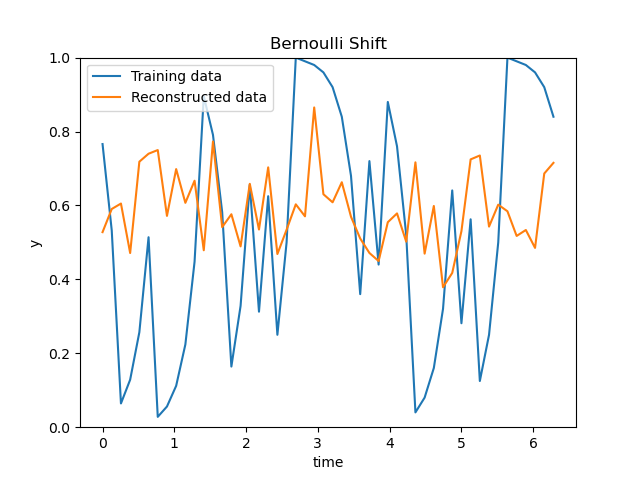 Bernoulli Shift
Training data
Reconstructed data
1.0
0.8
0.6
0.4
0.2
0.0
y
0 1 2 3 4 5 6
time